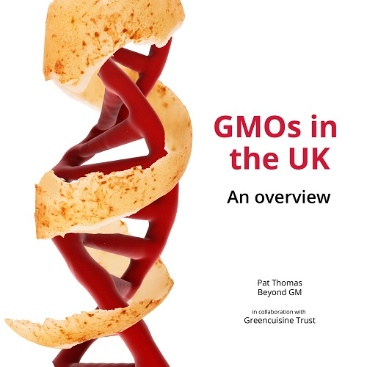 GMOs in
the UK
An overview
Pat Thomas
Beyond GM
In collaboration with
Greencuisine Trust